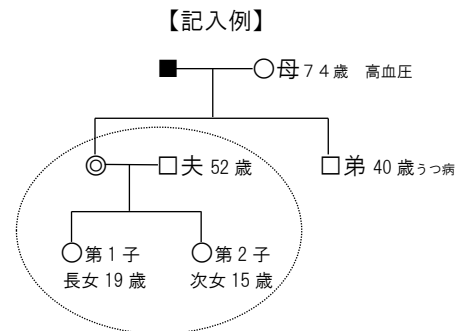 【記入例】
母７４歳　高血圧
夫 52 歳
弟 40 歳うつ病
第１子
長女 19 歳
第２子
次女 15 歳